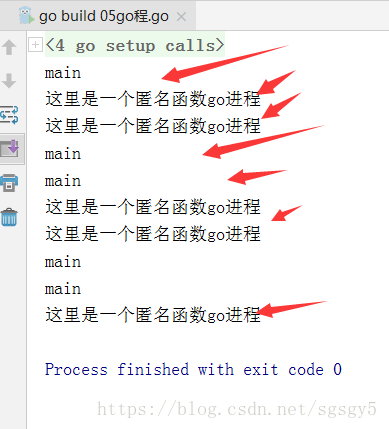 go build 05go程.go
<4 go setup calls>
main
这里是一个匿名函数go进程
这里是一个匿名函数go进程
main
main
这里是一个匿名函数go进程
这里是一个匿名函数go进程
main
main
这里是一个匿名函数go进程
Process finished with exit code 0
https://blog.csdn.net/sgsgy5